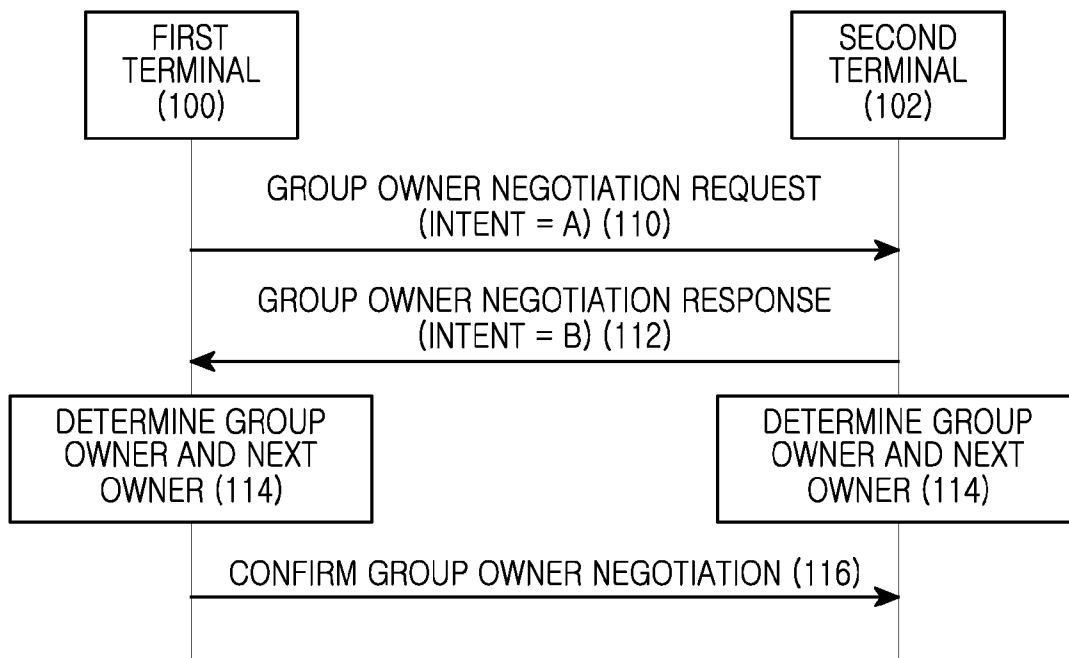 FIRST
TERMINAL
(100)
SECOND
TERMINAL
(102)
GROUP OWNER NEGOTIATION REQUEST
(INTENT = A) (110)
GROUP OWNER NEGOTIATION RESPONSE
(INTENT = B) (112)
DETERMINE GROUP
OWNER AND NEXT
OWNER (114)
DETERMINE GROUP
OWNER AND NEXT
OWNER (114)
CONFIRM GROUP OWNER NEGOTIATION (116)